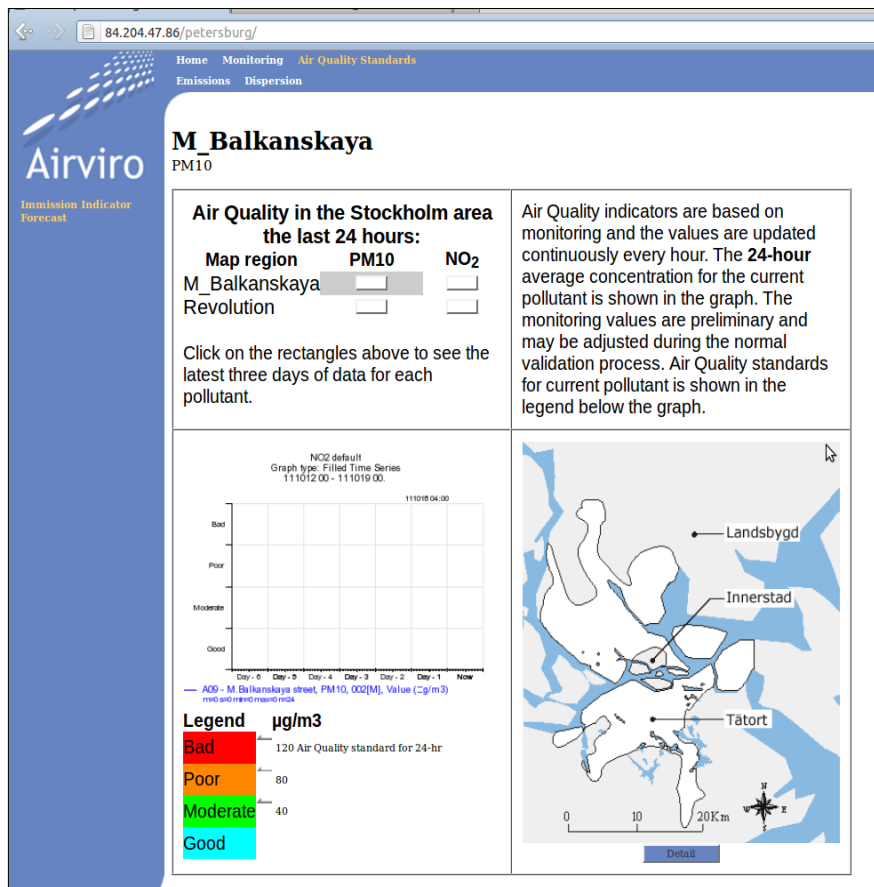 84.204.47.86/petersburg/
Home Monitoring Air Quality Standards
Emissions Dispersion
Airviro
Immission Indicator
Forecast
M_Balkanskaya
PM10
Air Quality in the Stockholm area
the last 24 hours:
Map region PM10 NO2
M_Balkanskaya
Revolution
Click on the rectangles above to see the
latest three days of data for each
pollutant.
Air Quality indicators are based on
monitoring and the values are updated
continuously every hour. The 24-hour
average concentration for the current
pollutant is shown in the graph. The
monitoring values are preliminary and
may be adjusted during the normal
validation process. Air Quality standards
for current pollutant is shown in the
legend below the graph.
NO2 default
Graph type: Filled Time Series
111012 00 - 111019 00.
111018 04:00
Bad
Poor
Moderate
Good
Day - 6 Day - 5 Day - 4 Day - 3 Day - 2 Day - 1 Now
A09 - M.Balkanskaya street, PM10, 002[M], Value (□g/m3)
m=0 s=0 min=0 max=0 n=24
Legend µg/m3
Bad 120 Air Quality standard for 24-hr
Poor 80
Moderate 40
Good
Landsbygd
Innerstad
Tätort
N
W E
S
0 10 20Km
Detail